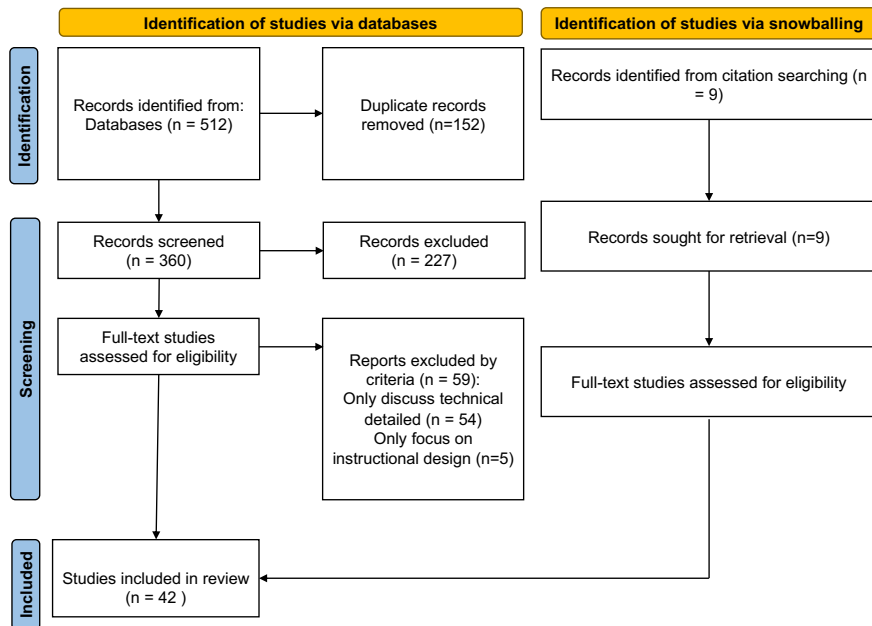 Identification of studies via databases
Identification of studies via snowballing
Identification
Records identified from:
Databases (n = 512)
Duplicate records
removed (n=152)
Records identified from citation searching (n
= 9)
Screening
Records screened
(n = 360)
Records excluded
(n = 227)
Records sought for retrieval (n=9)
Full-text studies
assessed for eligibility
Reports excluded by
criteria (n = 59):
Only discuss technical
detailed (n = 54)
Only focus on
instructional design (n=5)
Full-text studies assessed for eligibility
Included
Studies included in review
(n = 42 )